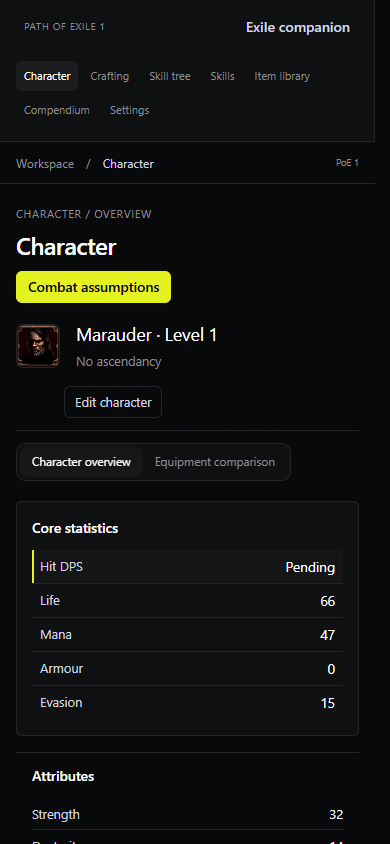 PATH OF EXILE 1
Exile companion
Character
Crafting
Skill tree
Skills
Item library
Compendium
Settings
Workspace / Character
PoE 1
CHARACTER / OVERVIEW
Character
Combat assumptions
Marauder · Level 1
No ascendancy
Edit character
Character overview
Equipment comparison
Core statistics
Hit DPS Pending
Life 66
Mana 47
Armour 0
Evasion 15
Attributes
Strength 32